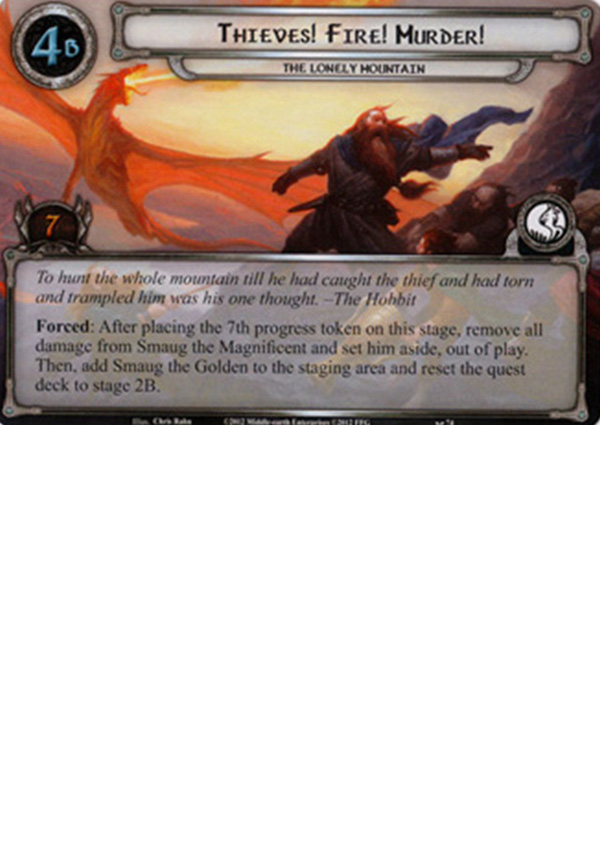 4B
THIEVES! FIRE! MURDER!
THE LONELY MOUNTAIN
7
To hunt the whole mountain till he had caught the thief and had torn
and trampled him was his one thought. –The Hobbit
Forced: After placing the 7th progress token on this stage, remove all
damage from Smaug the Magnificent and set him aside, out of play.
Then, add Smaug the Golden to the staging area and reset the quest
deck to stage 2B.
Illus. Chris Rahn ©2012 Middle-earth Enterprises ©2012 FFG